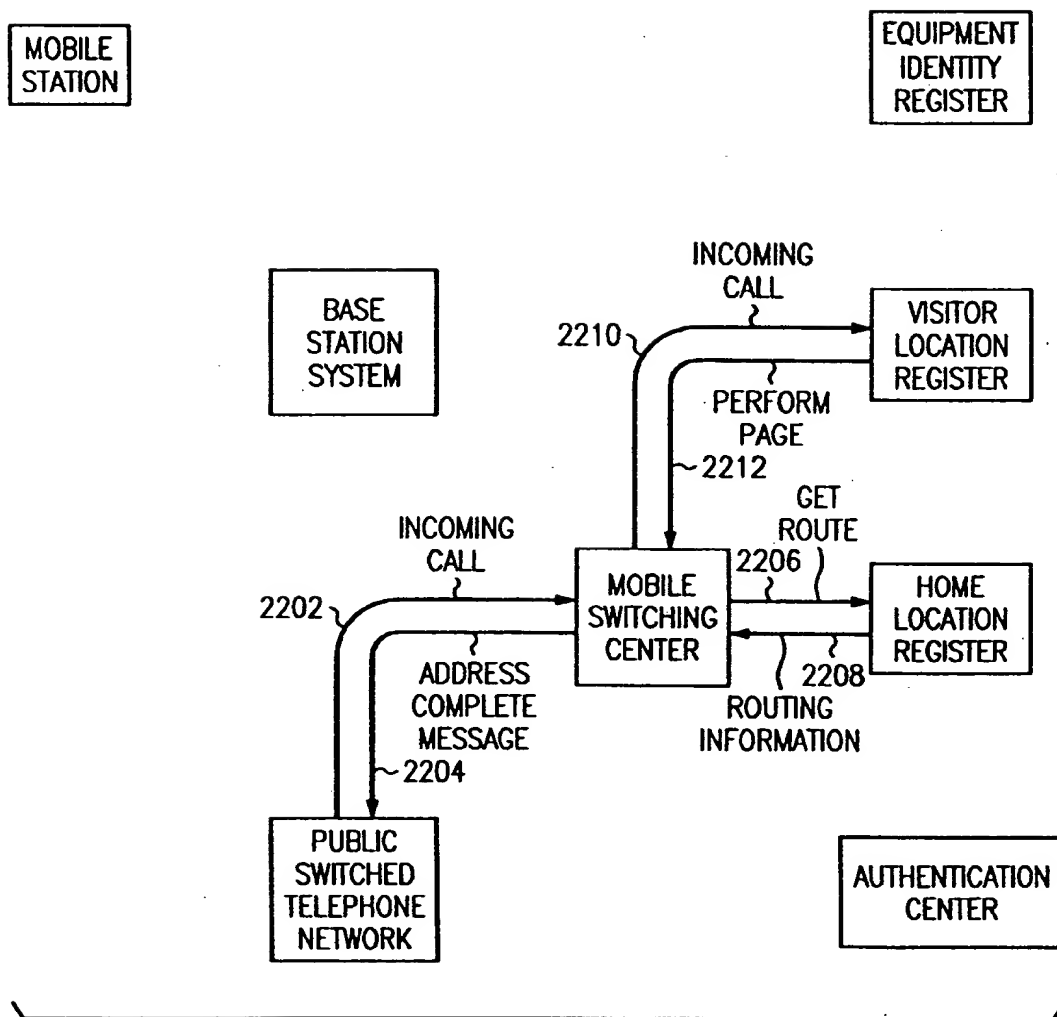 MOBILE
STATION
EQUIPMENT
IDENTITY
REGISTER
BASE
STATION
SYSTEM
INCOMING
CALL
2210
VISITOR
LOCATION
REGISTER
PERFORM
PAGE
2212
GET
ROUTE
INCOMING
CALL
2202
MOBILE
SWITCHING
CENTER
2206
HOME
LOCATION
REGISTER
2208
ROUTING
INFORMATION
ADDRESS
COMPLETE
MESSAGE
2204
PUBLIC
SWITCHED
TELEPHONE
NETWORK
AUTHENTICATION
CENTER